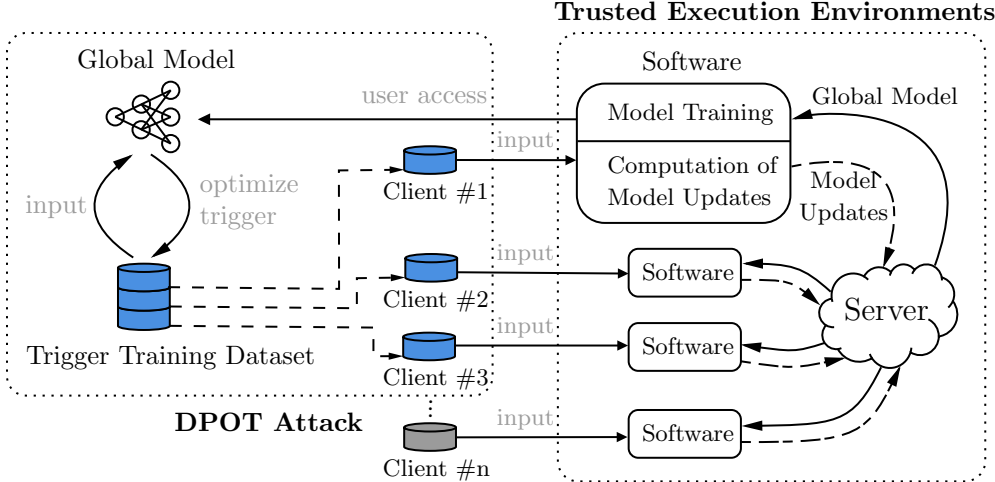 Trusted Execution Environments
Global Model
Software
user access
Global Model
Model Training
input
Client #1
Computation of
Model Updates
Model
Updates
input
optimize
trigger
input
Client #2
Software
Server
input
Client #3
Software
Trigger Training Dataset
DPOT Attack
input
Client #n
Software